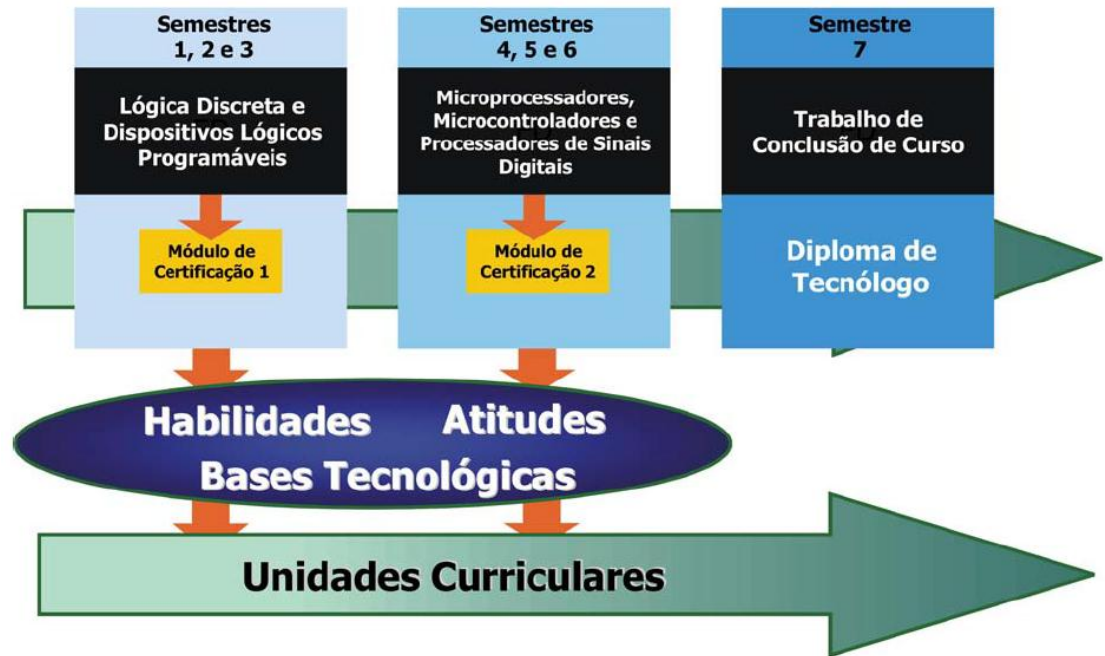 Semestres
1, 2 e 3
Lógica Discreta e
Dispositivos Lógicos
Programáveis
Módulo de
Certificação 1
Semestres
4, 5 e 6
Microprocessadores,
Microcontroladores e
Processadores de Sinais
Digitais
Módulo de
Certificação 2
Semestre
7
Trabalho de
Conclusão de Curso
Diploma de
Tecnólogo
Habilidades Atitudes
Bases Tecnológicas
Unidades Curriculares